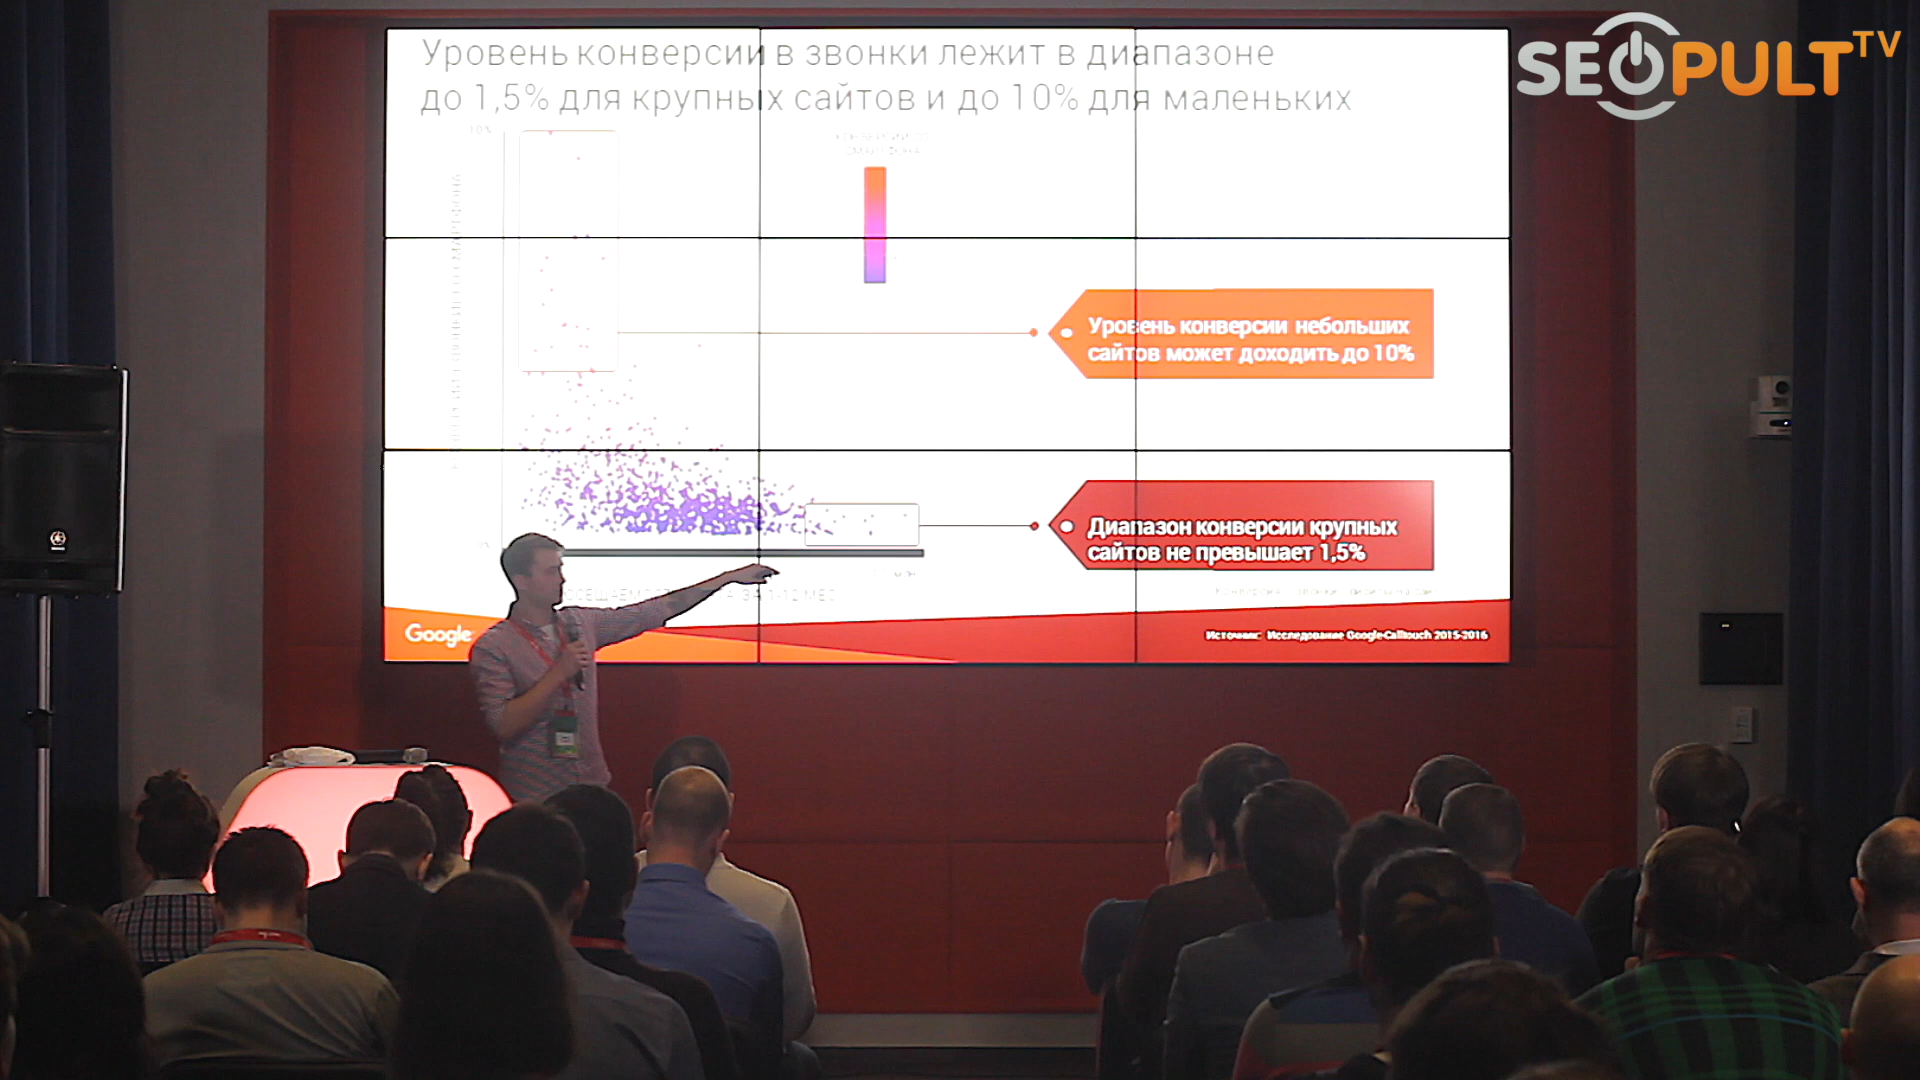 SEOPULT TV
Уровень конверсии в звонки лежит в диапазоне
до 1,5% для крупных сайтов и до 10% для маленьких
10%
Уровень конверсии небольших
сайтов может доходить до 10%
Диапазон конверсии крупных
сайтов не превышает 1,5%
Google
Источник: Исследование Google-Calltouch 2015-2016